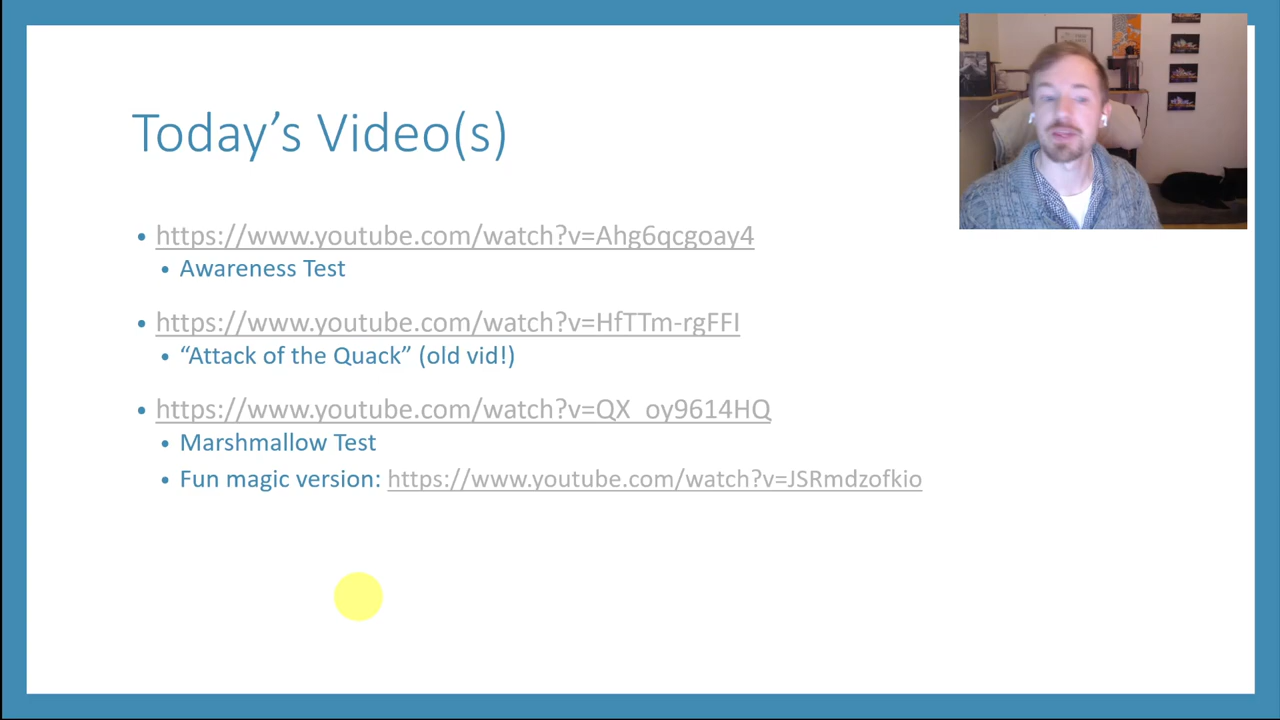 Today’s Video(s)
• https://www.youtube.com/watch?v=Ahg6qcgoay4
• Awareness Test
• https://www.youtube.com/watch?v=HfTTm-rgFFI
• “Attack of the Quack” (old vid!)
• https://www.youtube.com/watch?v=QX_oy9614HQ
• Marshmallow Test
• Fun magic version: https://www.youtube.com/watch?v=JSRmdzofkio